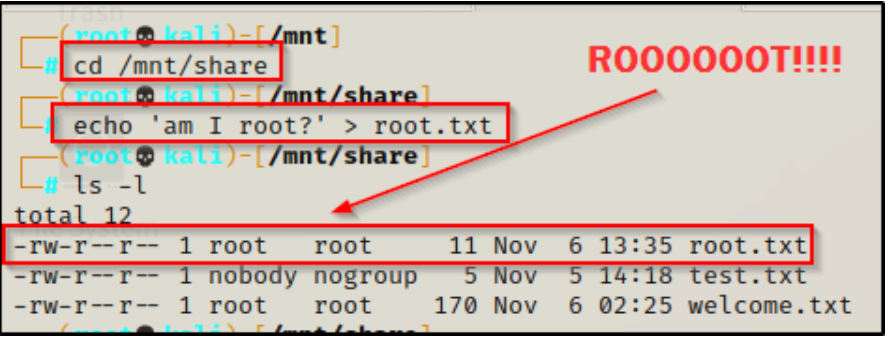 Trash
┌──(root💀kali)-[/mnt]
└─# cd /mnt/share
ROOOOOOT!!!!
┌──(root💀kali)-[/mnt/share]
└─# echo 'am I root?' > root.txt
┌──(root💀kali)-[/mnt/share]
└─# ls -l
total 12
-rw-r--r-- 1 root   root     11 Nov  6 13:35 root.txt
-rw-r--r-- 1 nobody nogroup   5 Nov  5 14:18 test.txt
-rw-r--r-- 1 root   root    170 Nov  6 02:25 welcome.txt
┌──(root💀kali)-[/mnt/share]